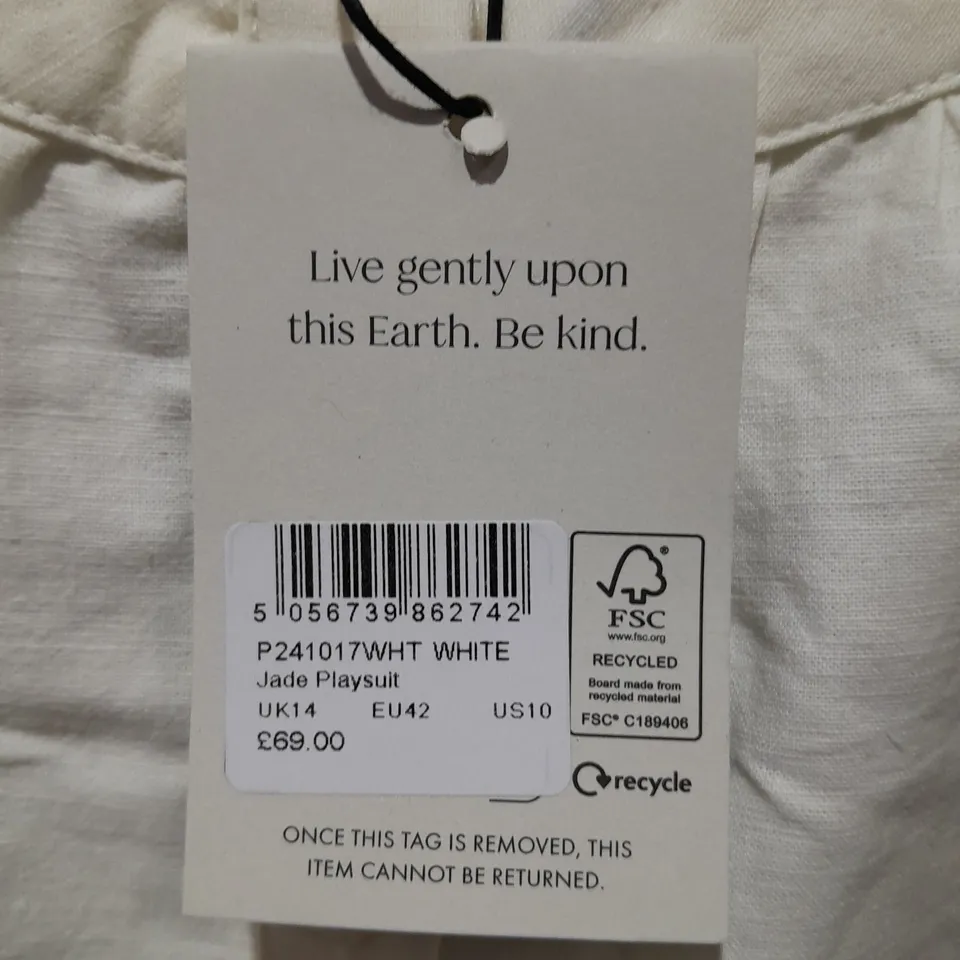 Live gently upon
this Earth. Be kind.
5 056739 862742
P241017WHT WHITE
Jade Playsuit
UK14 EU42 US10
£69.00
®
FSC
www.fsc.org
RECYCLED
Board made from
recycled material
FSC® C189406
recycle
ONCE THIS TAG IS REMOVED, THIS
ITEM CANNOT BE RETURNED.